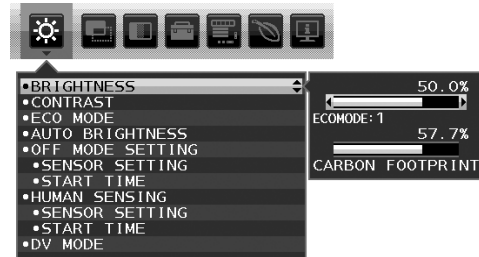 •BRIGHTNESS
•CONTRAST
•ECO MODE
•AUTO BRIGHTNESS
•OFF MODE SETTING
•SENSOR SETTING
•START TIME
•HUMAN SENSING
•SENSOR SETTING
•START TIME
•DV MODE
50.0%
ECOMODE:1
57.7%
CARBON FOOTPRINT